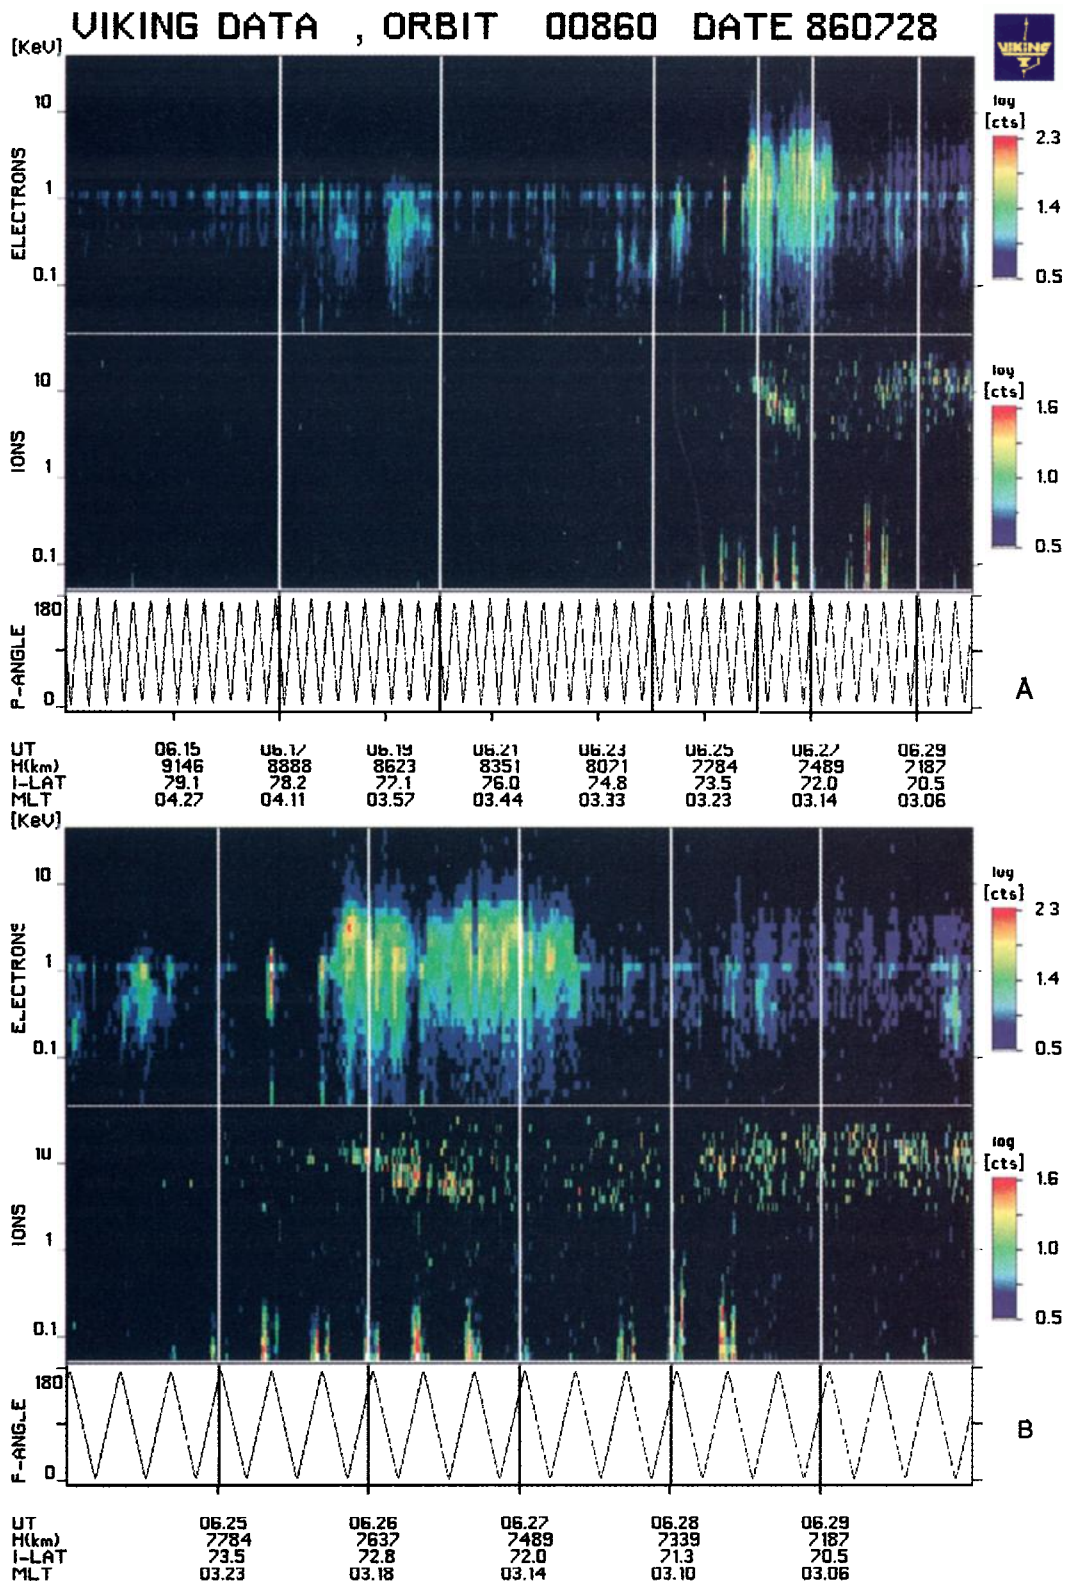 VIKING DATA , ORBIT 00860 DATE 860728
[KeV]
VIKING
log
[cts]
10
2.3
ELECTRONS
1
1.4
0.1
0.5
log
[cts]
10
1.6
IONS
1
1.0
0.1
0.5
180
P-ANGLE
0
A
UT 06.15 06.17 06.19 06.21 06.23 06.25 06.27 06.29
H(km) 9146 8888 8623 8351 8071 7784 7489 7187
I-LAT 79.1 78.2 77.1 76.0 74.8 73.5 72.0 70.5
MLT 04.27 04.11 03.57 03.44 03.33 03.23 03.14 03.06
[KeV]
log
[cts]
10
2.3
ELECTRONS
1
1.4
0.1
0.5
log
[cts]
10
1.6
IONS
1
1.0
0.1
0.5
180
P-ANGLE
0
B
UT 06.25 06.26 06.27 06.28 06.29
H(km) 7784 7637 7489 7339 7187
I-LAT 73.5 72.8 72.0 71.3 70.5
MLT 03.23 03.18 03.14 03.10 03.06